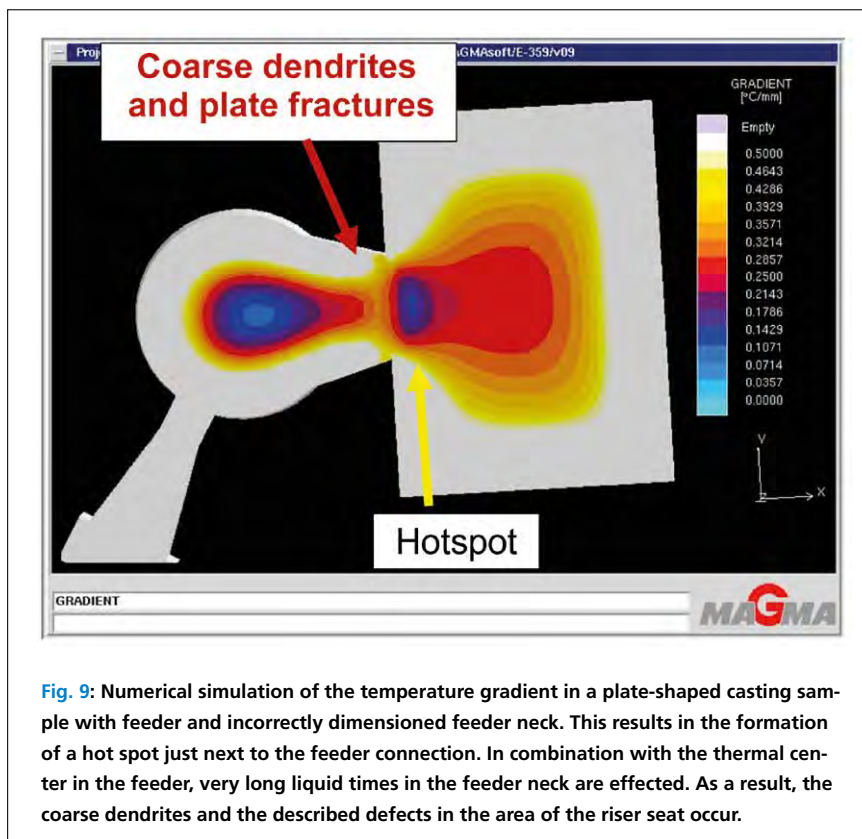 Proj
AGMAsoft/E-359/v09
Coarse dendrites
and plate fractures
GRADIENT
[°C/mm]
Empty
0.5000
0.4643
0.4286
0.3929
0.3571
0.3214
0.2857
0.2500
0.2143
0.1786
0.1429
0.1071
0.0714
0.0357
0.0000
Y
X
Hotspot
GRADIENT
MAGMA
Fig. 9: Numerical simulation of the temperature gradient in a plate-shaped casting sam-
ple with feeder and incorrectly dimensioned feeder neck. This results in the formation
of a hot spot just next to the feeder connection. In combination with the thermal cen-
ter in the feeder, very long liquid times in the feeder neck are effected. As a result, the
coarse dendrites and the described defects in the area of the riser seat occur.